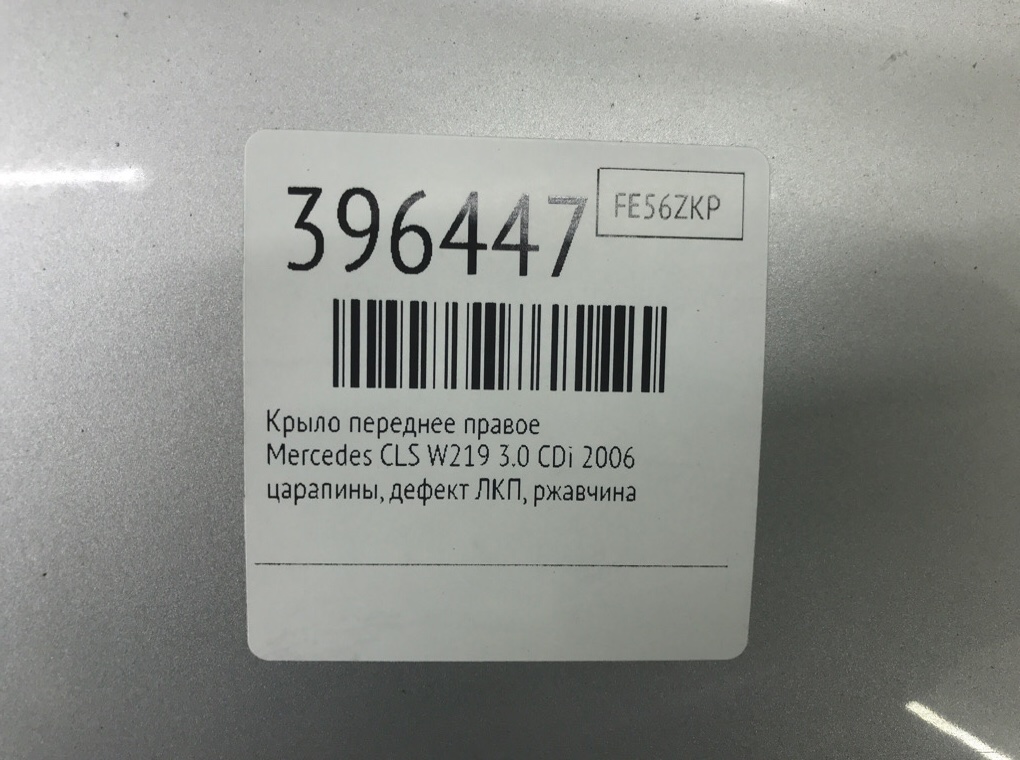 396447
FE56ZKP
Крыло переднее правое
Mercedes CLS W219 3.0 CDi 2006
царапины, дефект ЛКП, ржавчина